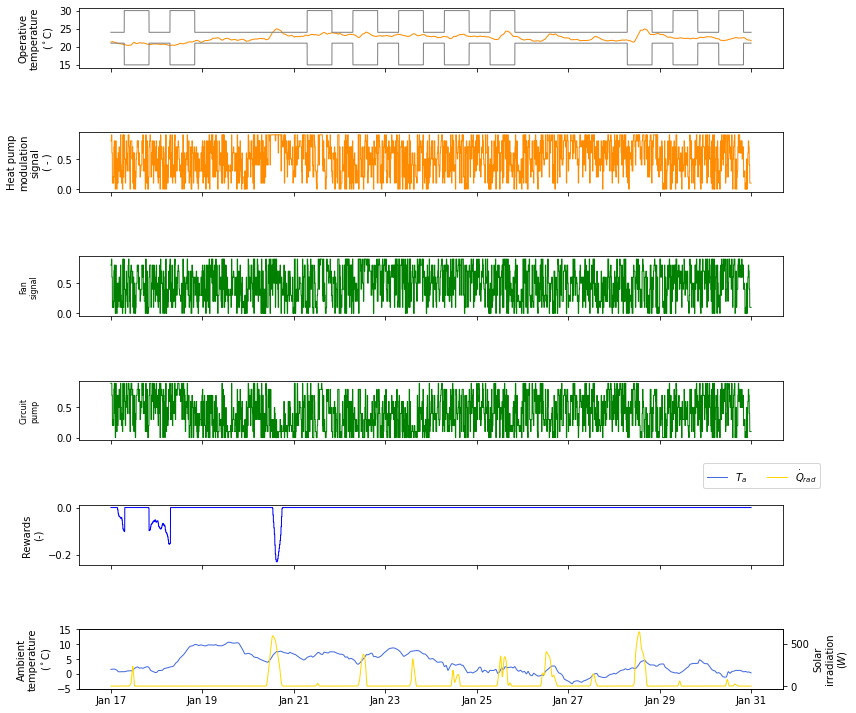 Operative
temperature
(°C)
30
25
20
15
Heat pump
modulation
signal
( - )
0.5
0.0
Fan
signal
0.5
0.0
Circuit
pump
0.5
0.0
T_a
Q̇_rad
Rewards
(-)
0.0
−0.2
Ambient
temperature
(°C)
15
10
5
0
−5
500
0
Solar
irradiation
(W)
Jan 17 Jan 19 Jan 21 Jan 23 Jan 25 Jan 27 Jan 29 Jan 31